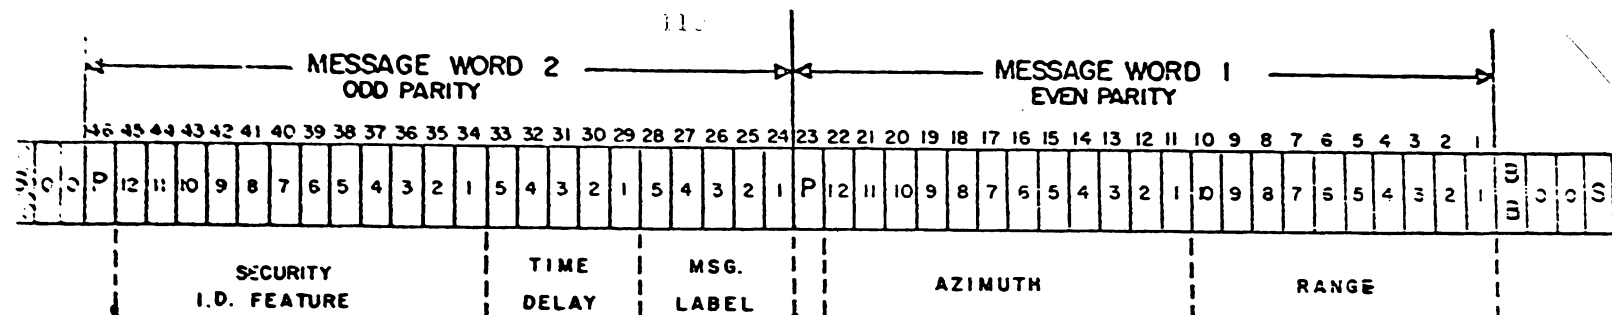 MESSAGE WORD 2
ODD PARITY
MESSAGE WORD 1
EVEN PARITY
46 45 44 43 42 41 40 39 38 37 36 35 34 33 32 31 30 29 28 27 26 25 24 23 22 21 20 19 18 17 16 15 14 13 12 11 10 9 8 7 6 5 4 3 2 1
P 12 11 10 9 8 7 6 5 4 3 2 1 5 4 3 2 1 5 4 3 2 1 P 12 11 10 9 8 7 6 5 4 3 2 1 10 9 8 7 6 5 4 3 2 1 S
SECURITY
I.D. FEATURE
TIME
DELAY
MSG.
LABEL
AZIMUTH
RANGE